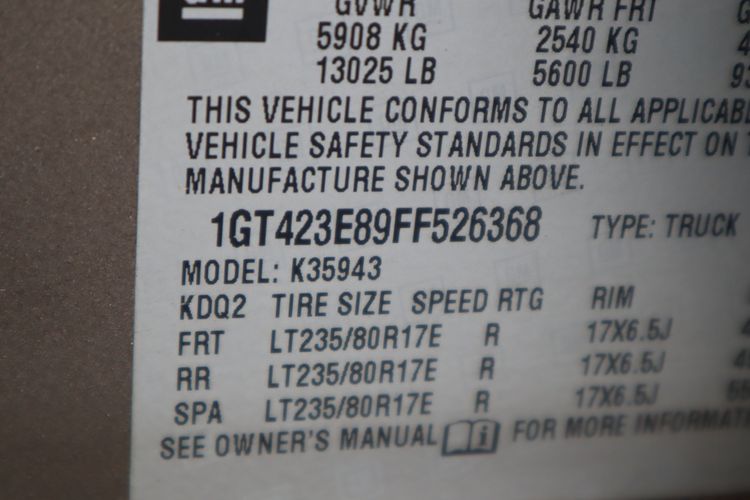 GM
GVWR GAWR FRT
5908 KG 2540 KG
13025 LB 5600 LB
THIS VEHICLE CONFORMS TO ALL
VEHICLE SAFETY STANDARDS IN EFFECT ON
MANUFACTURE SHOWN ABOVE.
1GT423E89FF526368 TYPE: TRUCK
MODEL: K35943
KDQ2 TIRE SIZE SPEED RTG RIM
FRT LT235/80R17E R 17X6.5J
RR LT235/80R17E R 17X6.5J
SPA LT235/80R17E R 17X6.5J
SEE OWNER'S MANUAL FOR MORE